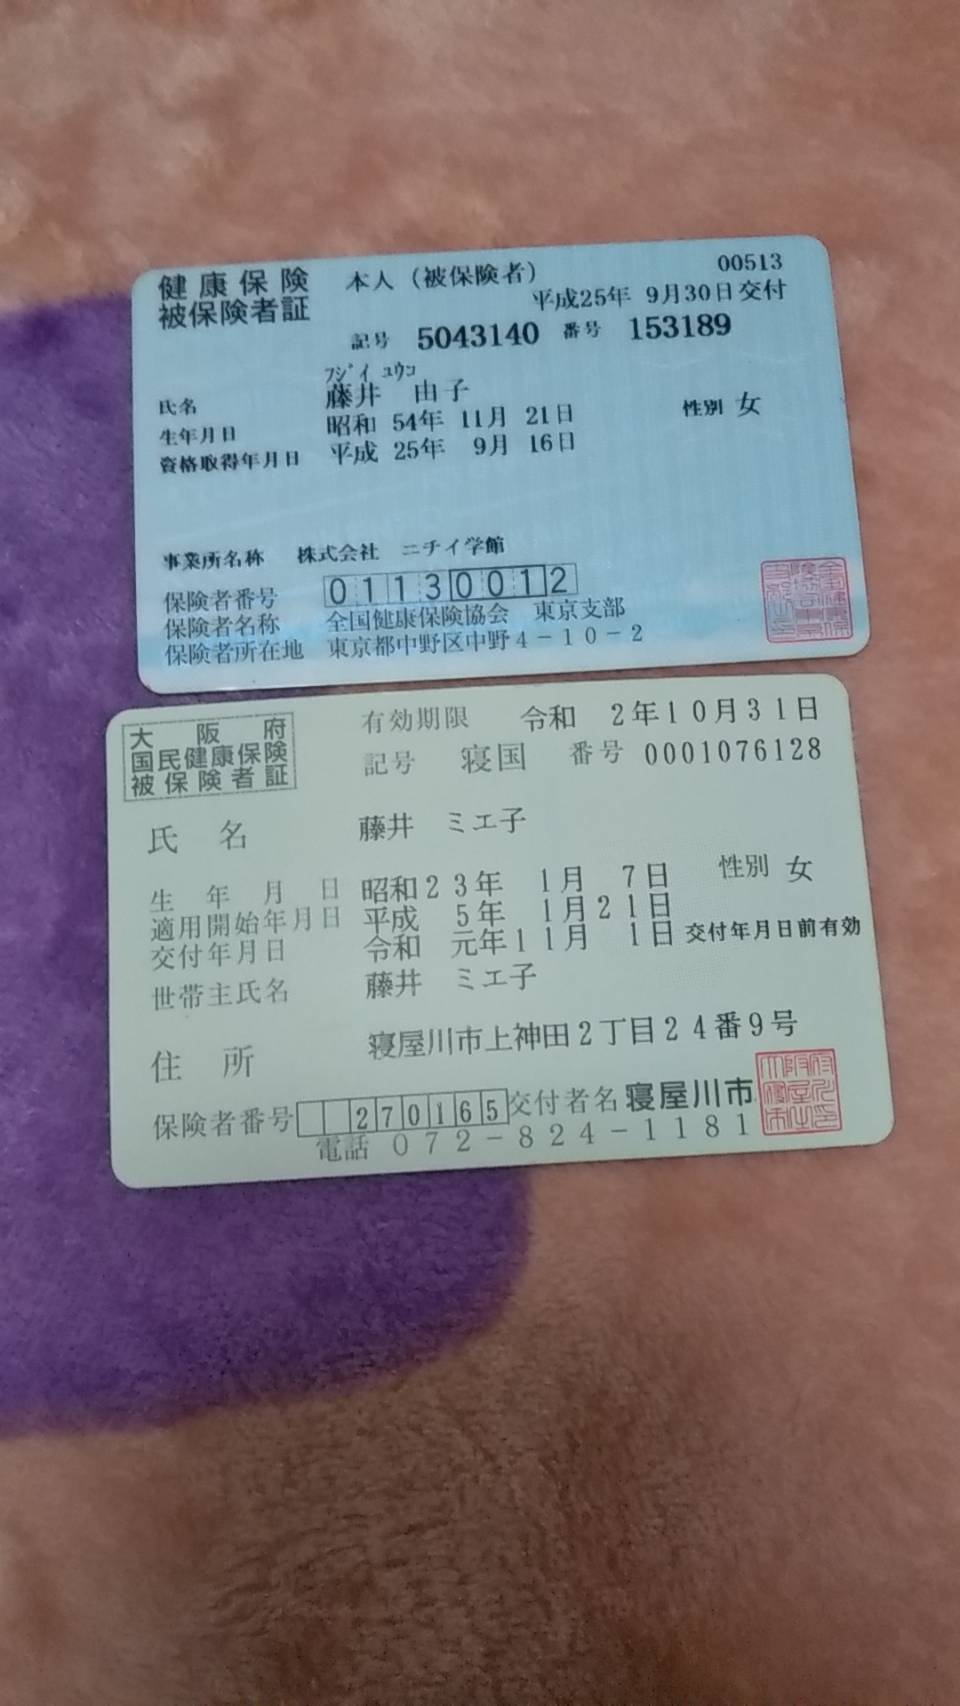 健康保険 本人（被保険者） 00513
被保険者証 平成25年 9月30日交付
記号 5043140 番号 153189
ﾌｼﾞｲ ﾕｳｺ
氏名 藤井 由子
生年月日 昭和 54年 11月 21日 性別 女
資格取得年月日 平成 25年 9月 16日
事業所名称 株式会社 ニチイ学館
保険者番号 01130012
保険者名称 全国健康保険協会 東京支部
保険者所在地 東京都中野区中野4－10－2
大阪府 有効期限 令和 2年10月31日
国民健康保険
被保険者証 記号 寝国 番号 0001076128
氏名 藤井 ミエ子
生年月日 昭和23年 1月 7日 性別 女
適用開始年月日 平成 5年 1月21日
交付年月日 令和 元年11月 1日 交付年月日前有効
世帯主氏名 藤井 ミエ子
住所 寝屋川市上神田2丁目24番9号
保険者番号 270165 交付者名 寝屋川市
電話 072－824－1181